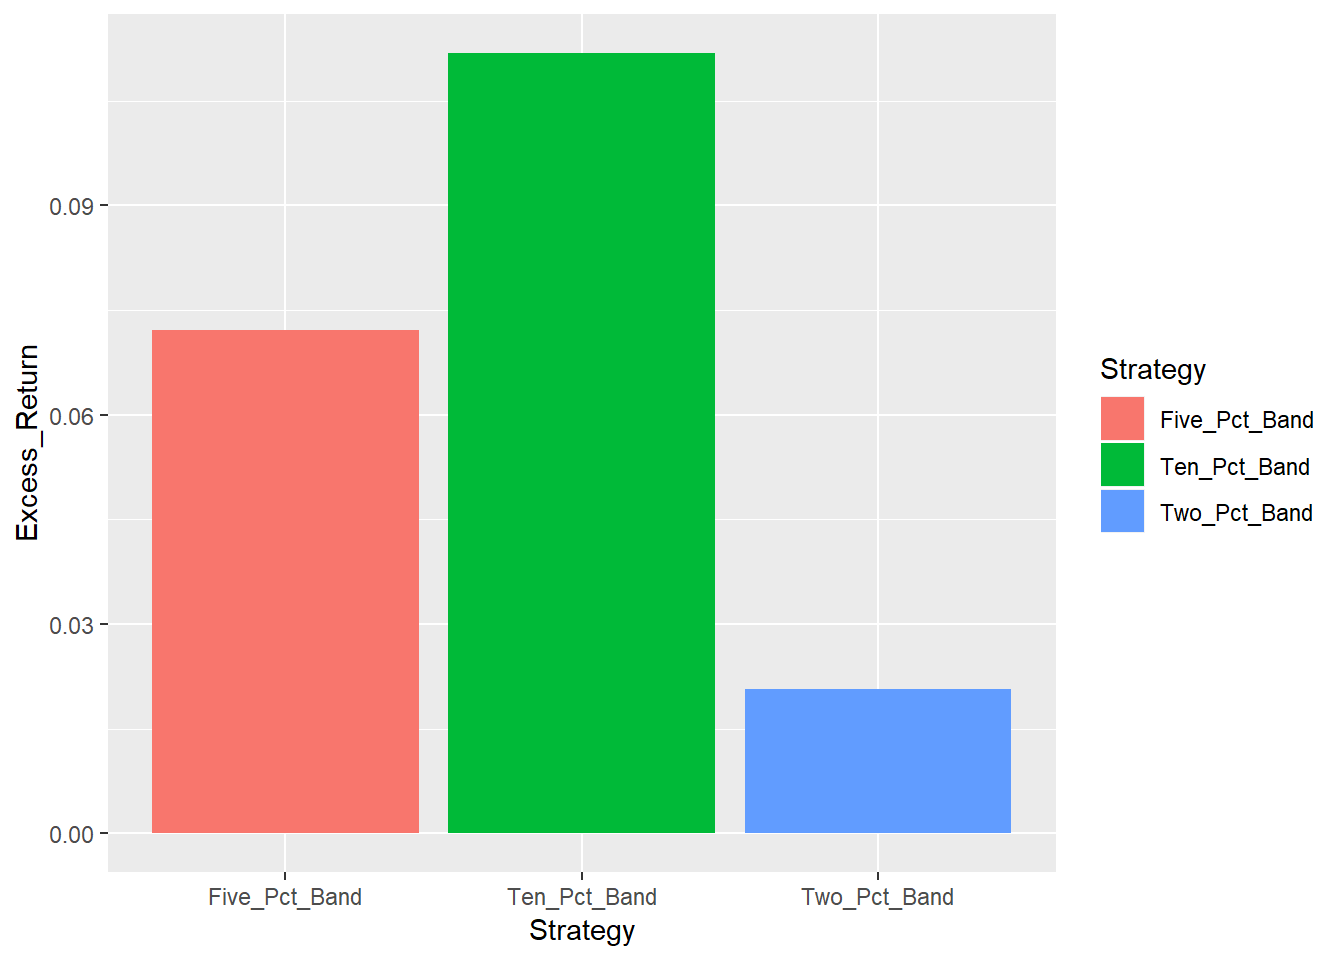 Excess_Return
0.09
0.06
0.03
0.00
Five_Pct_Band
Ten_Pct_Band
Two_Pct_Band
Strategy
Strategy
Five_Pct_Band
Ten_Pct_Band
Two_Pct_Band